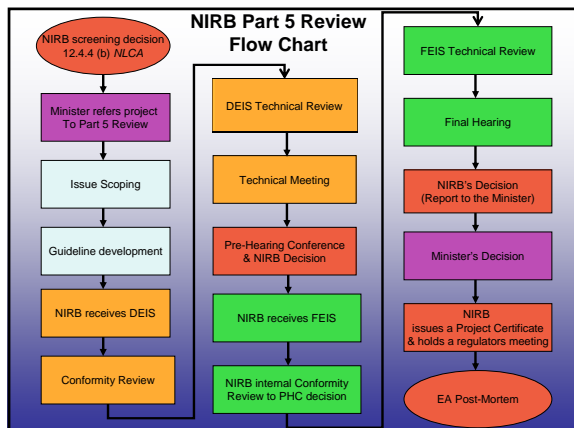 NIRB Part 5 Review
Flow Chart
NIRB screening decision
12.4.4 (b) NLCA
Minister refers project
To Part 5 Review
Issue Scoping
Guideline development
NIRB receives DEIS
Conformity Review
DEIS Technical Review
Technical Meeting
Pre-Hearing Conference
& NIRB Decision
NIRB receives FEIS
NIRB internal Conformity
Review to PHC decision
FEIS Technical Review
Final Hearing
NIRB's Decision
(Report to the Minister)
Minister's Decision
NIRB
issues a Project Certificate
& holds a regulators meeting
EA Post-Mortem